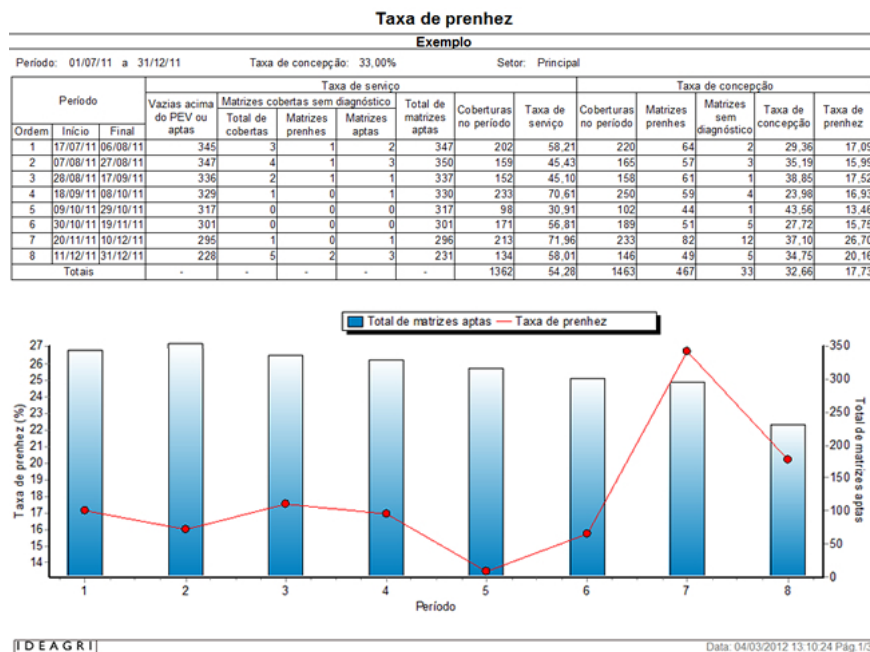 Taxa de prenhez
Exemplo
Período: 01/07/11 a 31/12/11 Taxa de concepção: 33,00% Setor: Principal
Período Taxa de serviço Taxa de concepção
Vazias acima do PEV ou aptas Matrizes cobertas sem diagnóstico Total de matrizes aptas Coberturas no período Taxa de serviço Coberturas no período Matrizes prenhes Matrizes sem diagnóstico Taxa de concepção Taxa de prenhez
Ordem Início Final Total de cobertas Matrizes prenhes Matrizes aptas
1 17/07/11 06/08/11 345 3 1 2 347 202 58,21 220 64 2 29,36 17,09
2 07/08/11 27/08/11 347 4 1 3 350 159 45,43 165 57 3 35,19 15,99
3 28/08/11 17/09/11 336 2 1 1 337 152 45,10 158 61 1 38,85 17,52
4 18/09/11 08/10/11 329 1 0 1 330 233 70,61 250 59 4 23,98 16,93
5 09/10/11 29/10/11 317 0 0 0 317 98 30,91 102 44 1 43,56 13,46
6 30/10/11 19/11/11 301 0 0 0 301 171 56,81 189 51 5 27,72 15,75
7 20/11/11 10/12/11 295 1 0 1 296 213 71,96 233 82 12 37,10 26,70
8 11/12/11 31/12/11 228 5 2 3 231 134 58,01 146 49 5 34,75 20,16
Totais - - - - - 1362 54,28 1463 467 33 32,66 17,73
Total de matrizes aptas Taxa de prenhez
Taxa de prenhez (%)
27
26
25
24
23
22
21
20
19
18
17
16
15
14
350
300
250
200
150
100
50
0
Total de matrizes aptas
1 2 3 4 5 6 7 8
Período
IDEAGRI Data: 04/03/2012 13:10:24 Pág.1/3